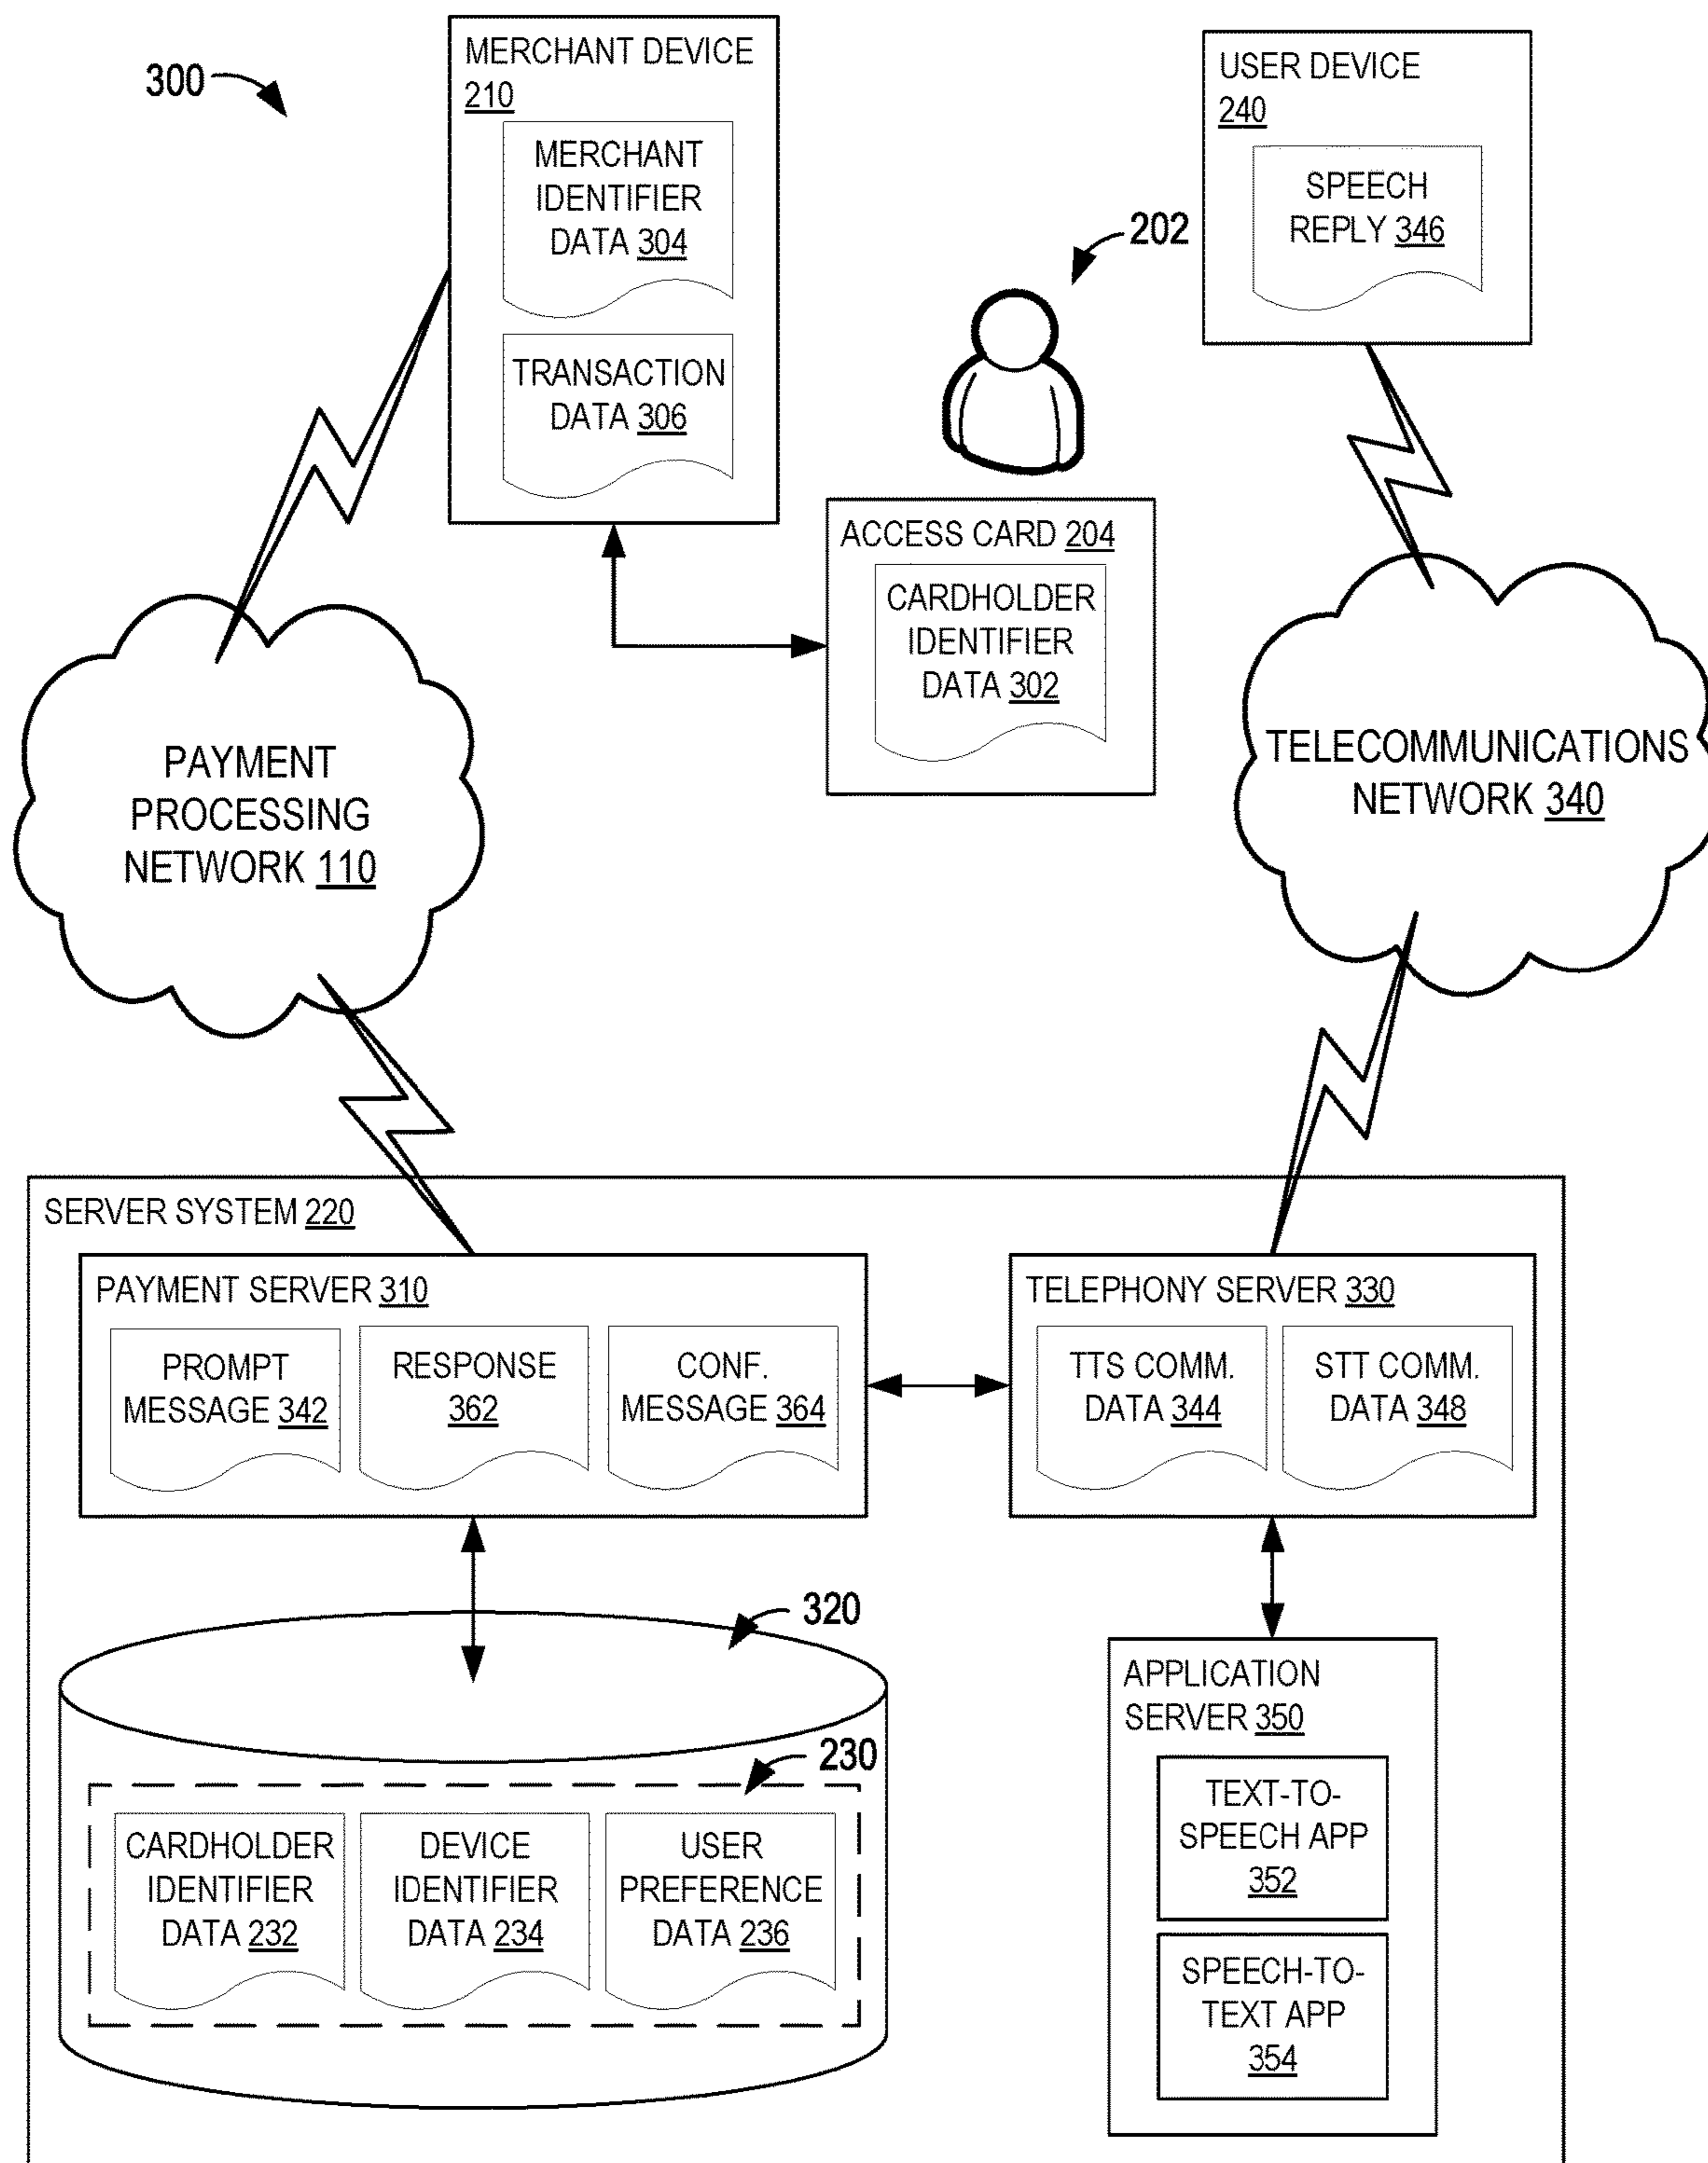 300
MERCHANT DEVICE
210
MERCHANT
IDENTIFIER
DATA 304
TRANSACTION
DATA 306
USER DEVICE
240
SPEECH
REPLY 346
202
ACCESS CARD 204
CARDHOLDER
IDENTIFIER
DATA 302
PAYMENT
PROCESSING
NETWORK 110
TELECOMMUNICATIONS
NETWORK 340
SERVER SYSTEM 220
PAYMENT SERVER 310
PROMPT
MESSAGE 342
RESPONSE
362
CONF.
MESSAGE 364
TELEPHONY SERVER 330
TTS COMM.
DATA 344
STT COMM.
DATA 348
320
230
CARDHOLDER
IDENTIFIER
DATA 232
DEVICE
IDENTIFIER
DATA 234
USER
PREFERENCE
DATA 236
APPLICATION
SERVER 350
TEXT-TO-
SPEECH APP
352
SPEECH-TO-
TEXT APP
354